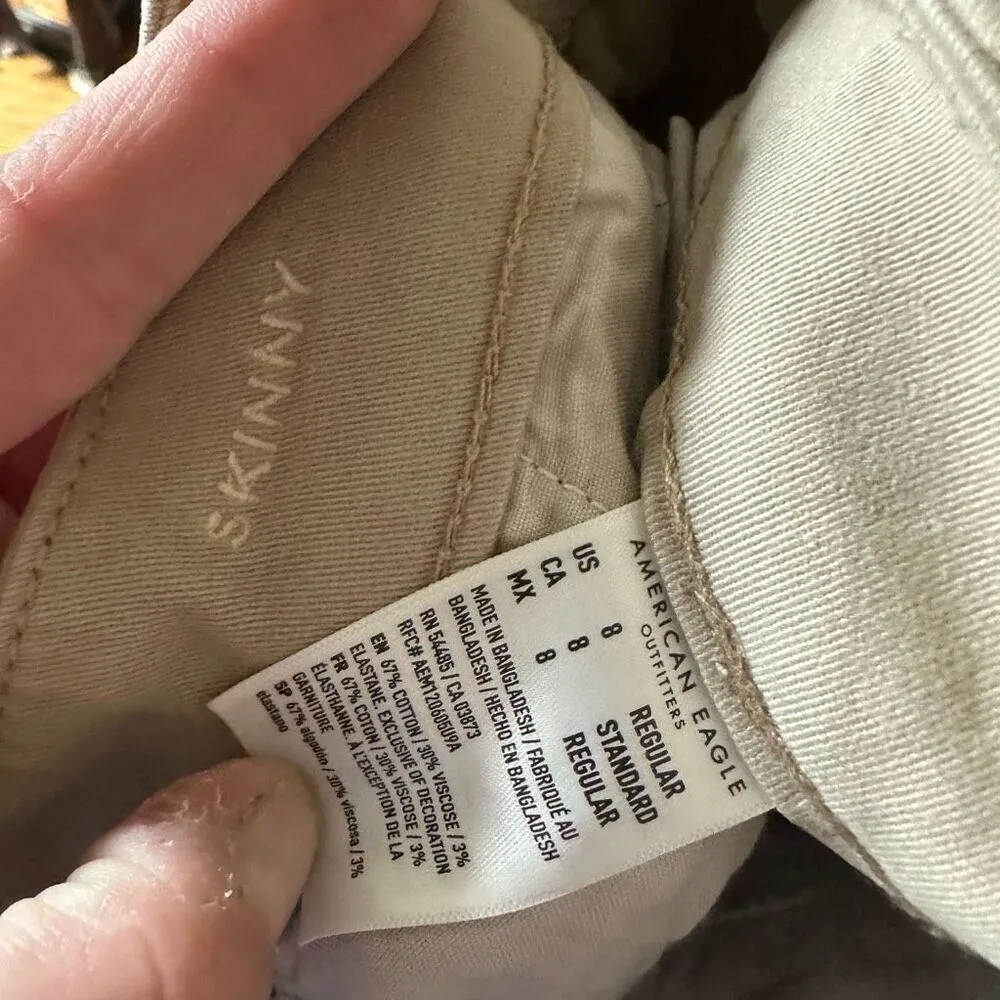 SKINNY
AMERICAN EAGLE
OUTFITTERS
US 8 REGULAR
CA 8 STANDARD
MX 8 REGULAR
MADE IN BANGLADESH / FABRIQUÉ AU
BANGLADESH / HECHO EN BANGLADESH
RN 54485 / CA 03873
RFC# AEM120605U9A
EN 67% COTTON / 30% VISCOSE / 3%
ELASTANE, EXCLUSIVE OF DECORATION
FR 67% COTON / 30% VISCOSE / 3%
ÉLASTHANNE, À L'EXCEPTION DE LA
GARNITURE
SP 67% algodón / 30% viscosa / 3%
elastano